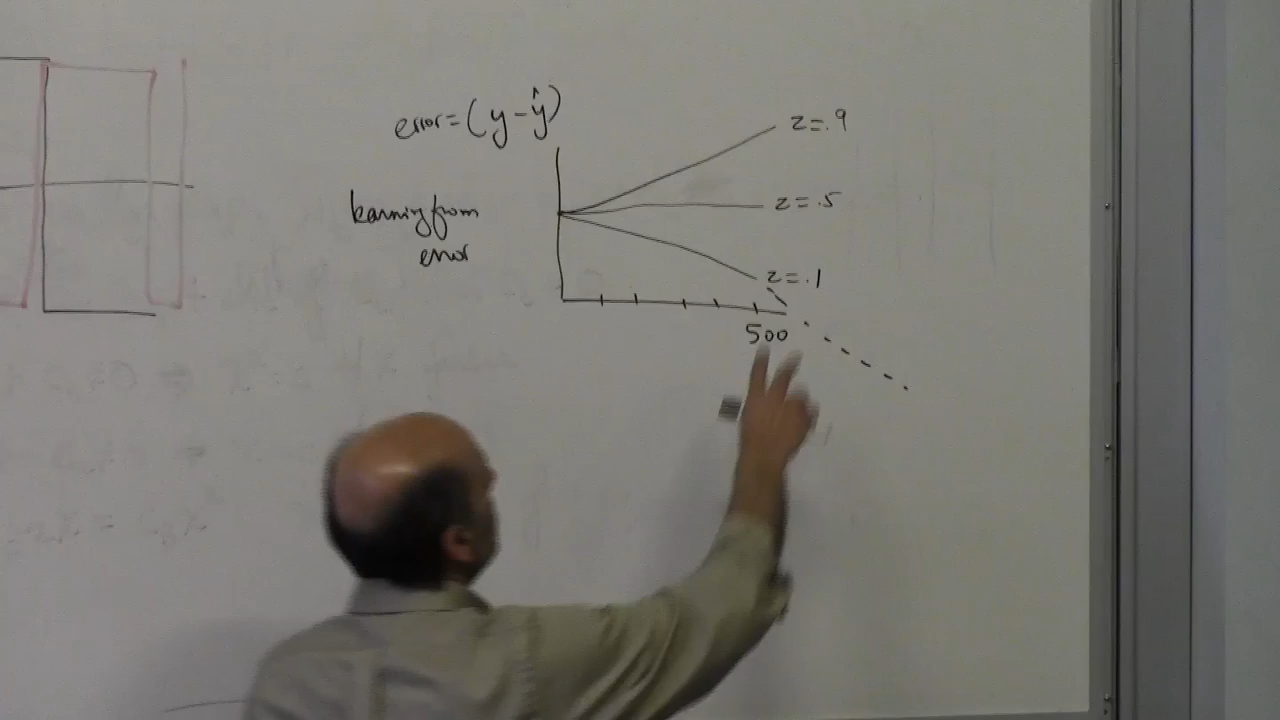 error = (y - ŷ)
z = .9
learning from
error
z = .5
z = .1
500